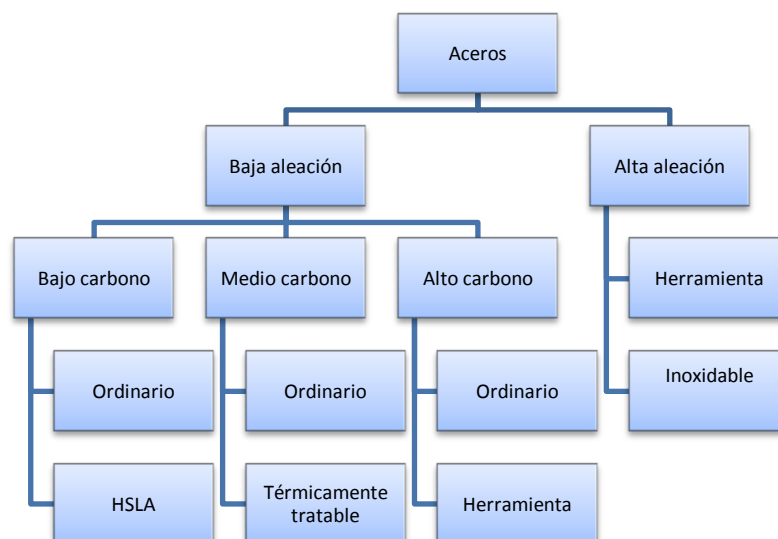 Aceros
Baja aleación
Alta aleación
Bajo carbono
Medio carbono
Alto carbono
Herramienta
Ordinario
Ordinario
Ordinario
Inoxidable
HSLA
Térmicamente
tratable
Herramienta